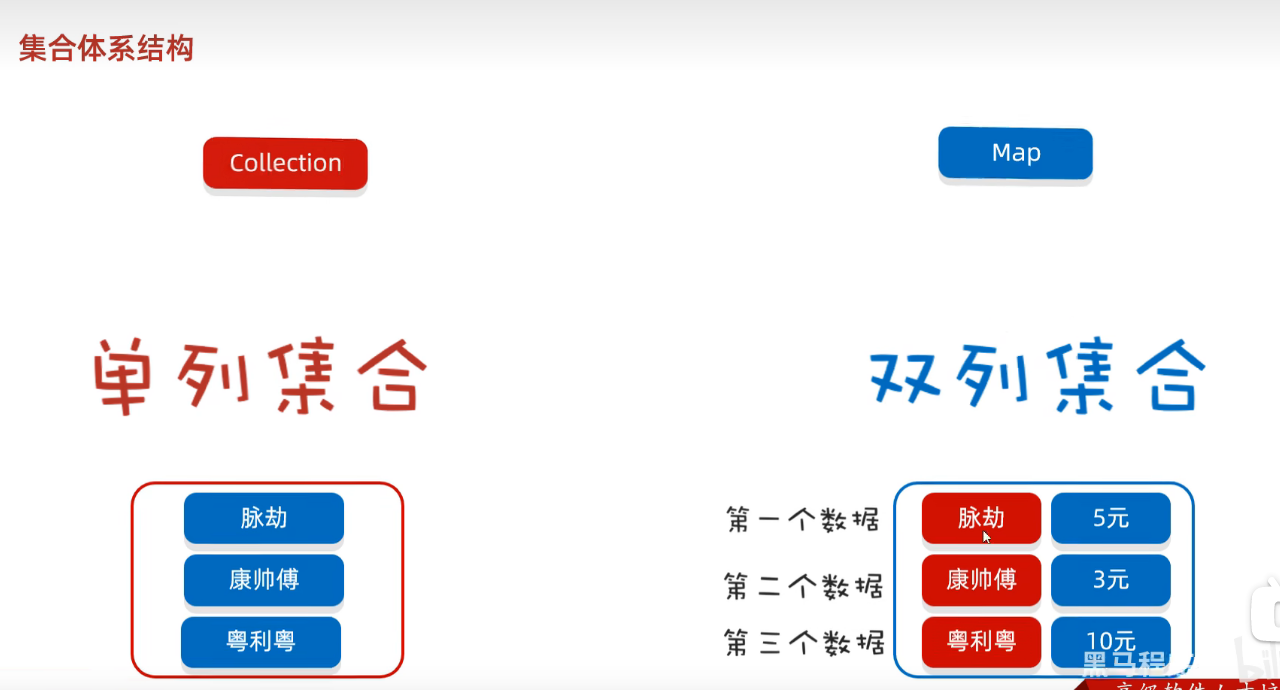 集合体系结构
Collection
Map
单列集合
双列集合
脉劫
康帅傅
粤利粤
第一个数据 脉劫 5元
第二个数据 康帅傅 3元
第三个数据 粤利粤 10元
黑马程